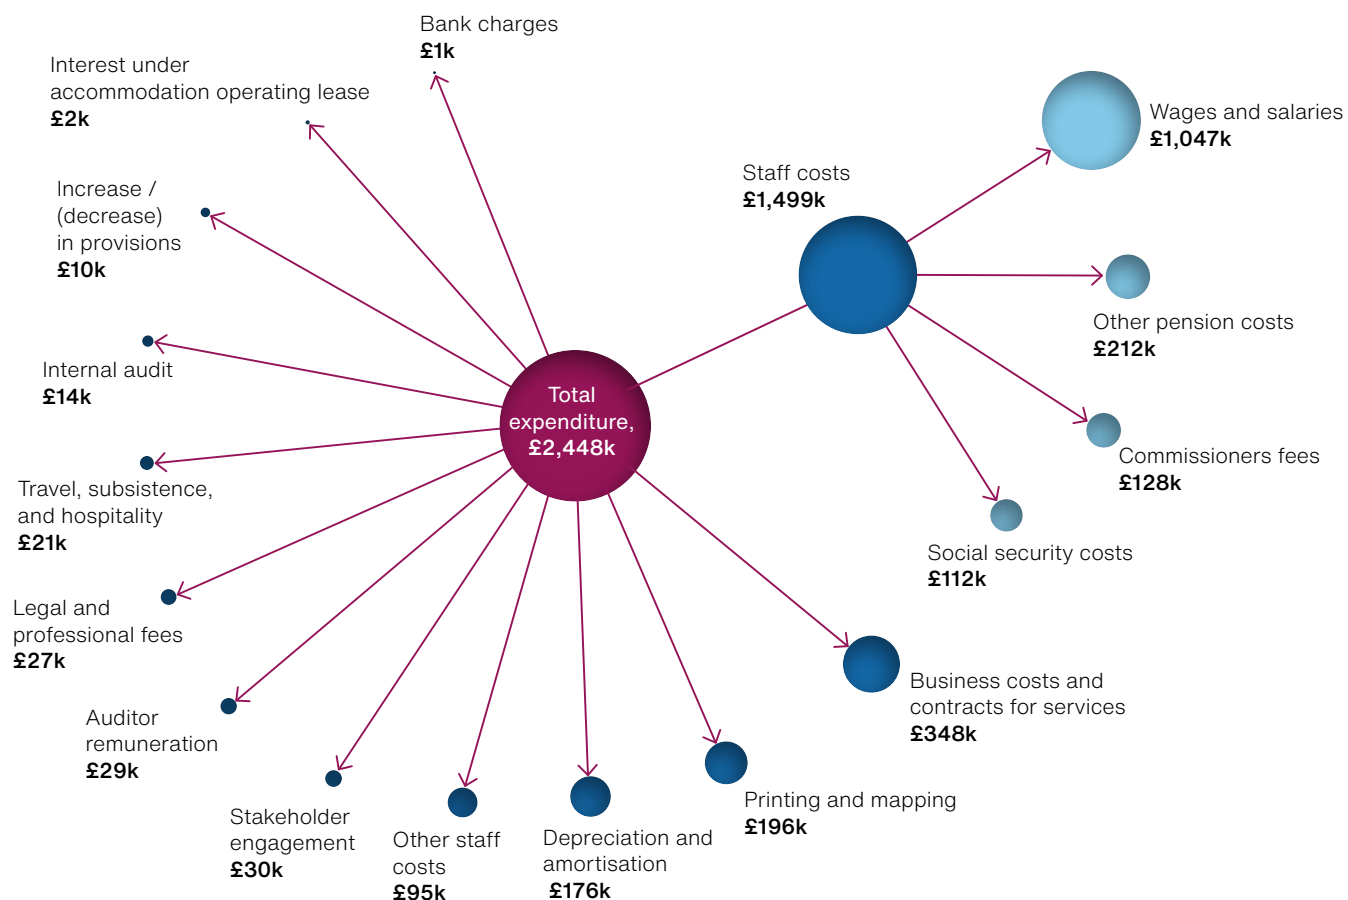 Bank charges
£1k
Interest under
accommodation operating lease
£2k
Increase /
(decrease)
in provisions
£10k
Internal audit
£14k
Travel, subsistence,
and hospitality
£21k
Legal and
professional fees
£27k
Auditor
remuneration
£29k
Stakeholder
engagement
£30k
Other staff
costs
£95k
Depreciation and
amortisation
£176k
Printing and mapping
£196k
Business costs and
contracts for services
£348k
Total
expenditure,
£2,448k
Staff costs
£1,499k
Wages and salaries
£1,047k
Other pension costs
£212k
Commissioners fees
£128k
Social security costs
£112k